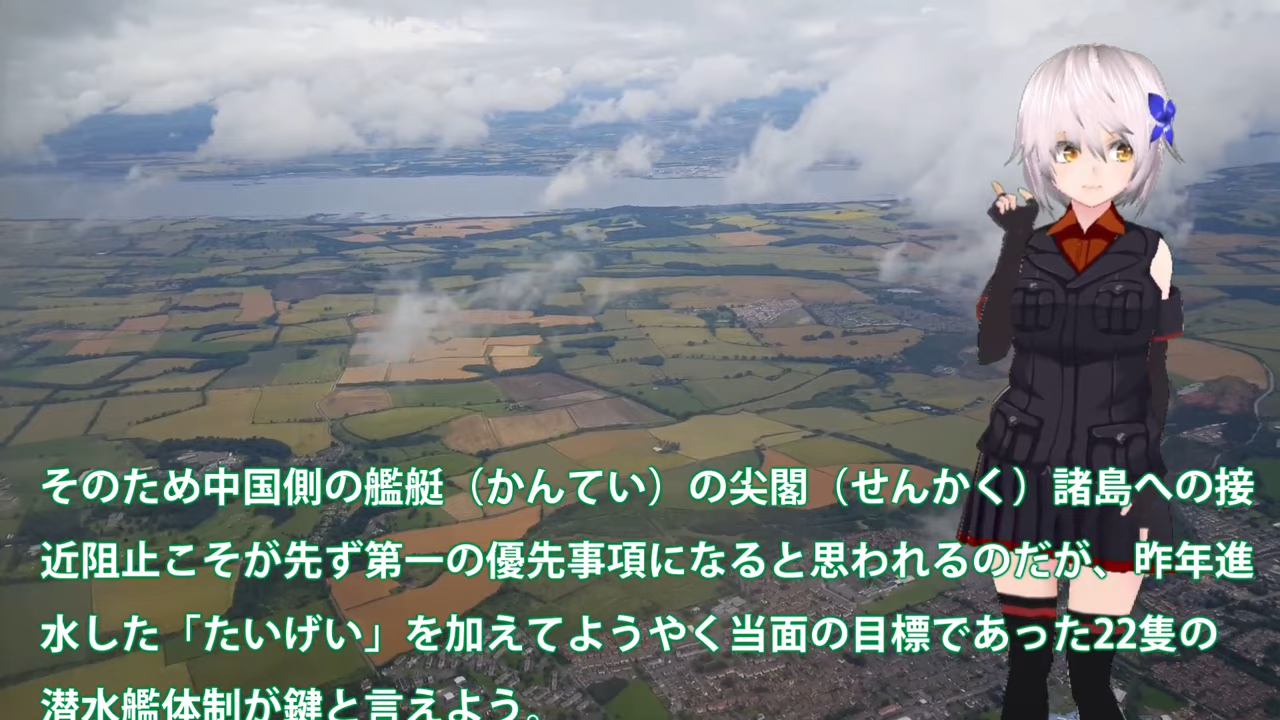 そのため中国側の艦艇（かんてい）の尖閣（せんかく）諸島への接
近阻止こそが先ず第一の優先事項になると思われるのだが、昨年進
水した「たいげい」を加えてようやく当面の目標であった22隻の
潜水艦体制が鍵と言えよう。